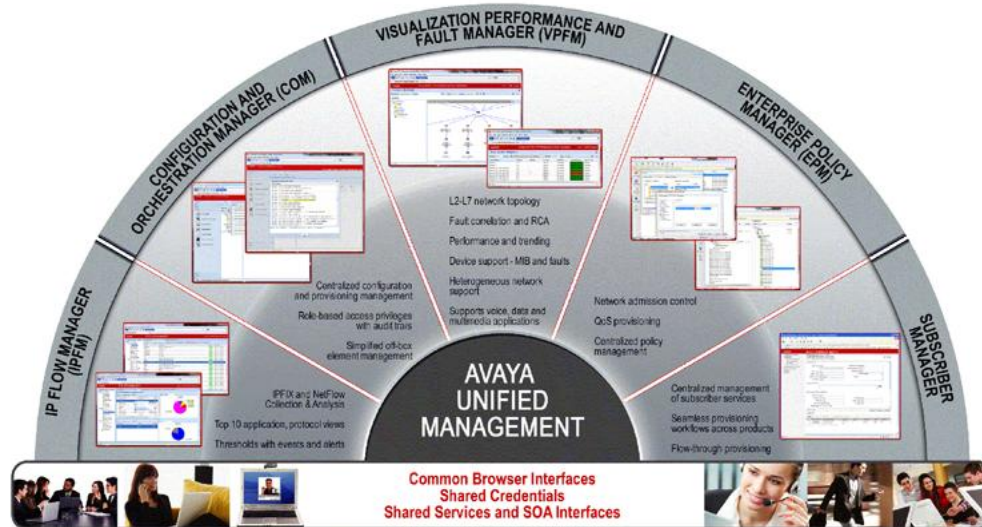 VISUALIZATION PERFORMANCE AND
FAULT MANAGER (VPFM)
CONFIGURATION AND
ORCHESTRATION MANAGER (COM)
ENTERPRISE POLICY
MANAGER (EPM)
IP FLOW MANAGER
(IPFM)
SUBSCRIBER
MANAGER
L2-L7 network topology
Fault correlation and RCA
Performance and trending
Device support - MIB and faults
Heterogeneous network
support
Supports voice, data and
multimedia applications
Centralized configuration
and provisioning management
Role-based access privileges
with audit trails
Simplified off-box
element management
Network admission control
QoS provisioning
Centralized policy
management
IPFIX and NetFlow
Collection & Analysis
Top 10 application, protocol views
Thresholds with events and alerts
Centralized management
of subscriber services
Seamless provisioning
workflows across products
Flow-through provisioning
AVAYA
UNIFIED
MANAGEMENT
Common Browser Interfaces
Shared Credentials
Shared Services and SOA Interfaces